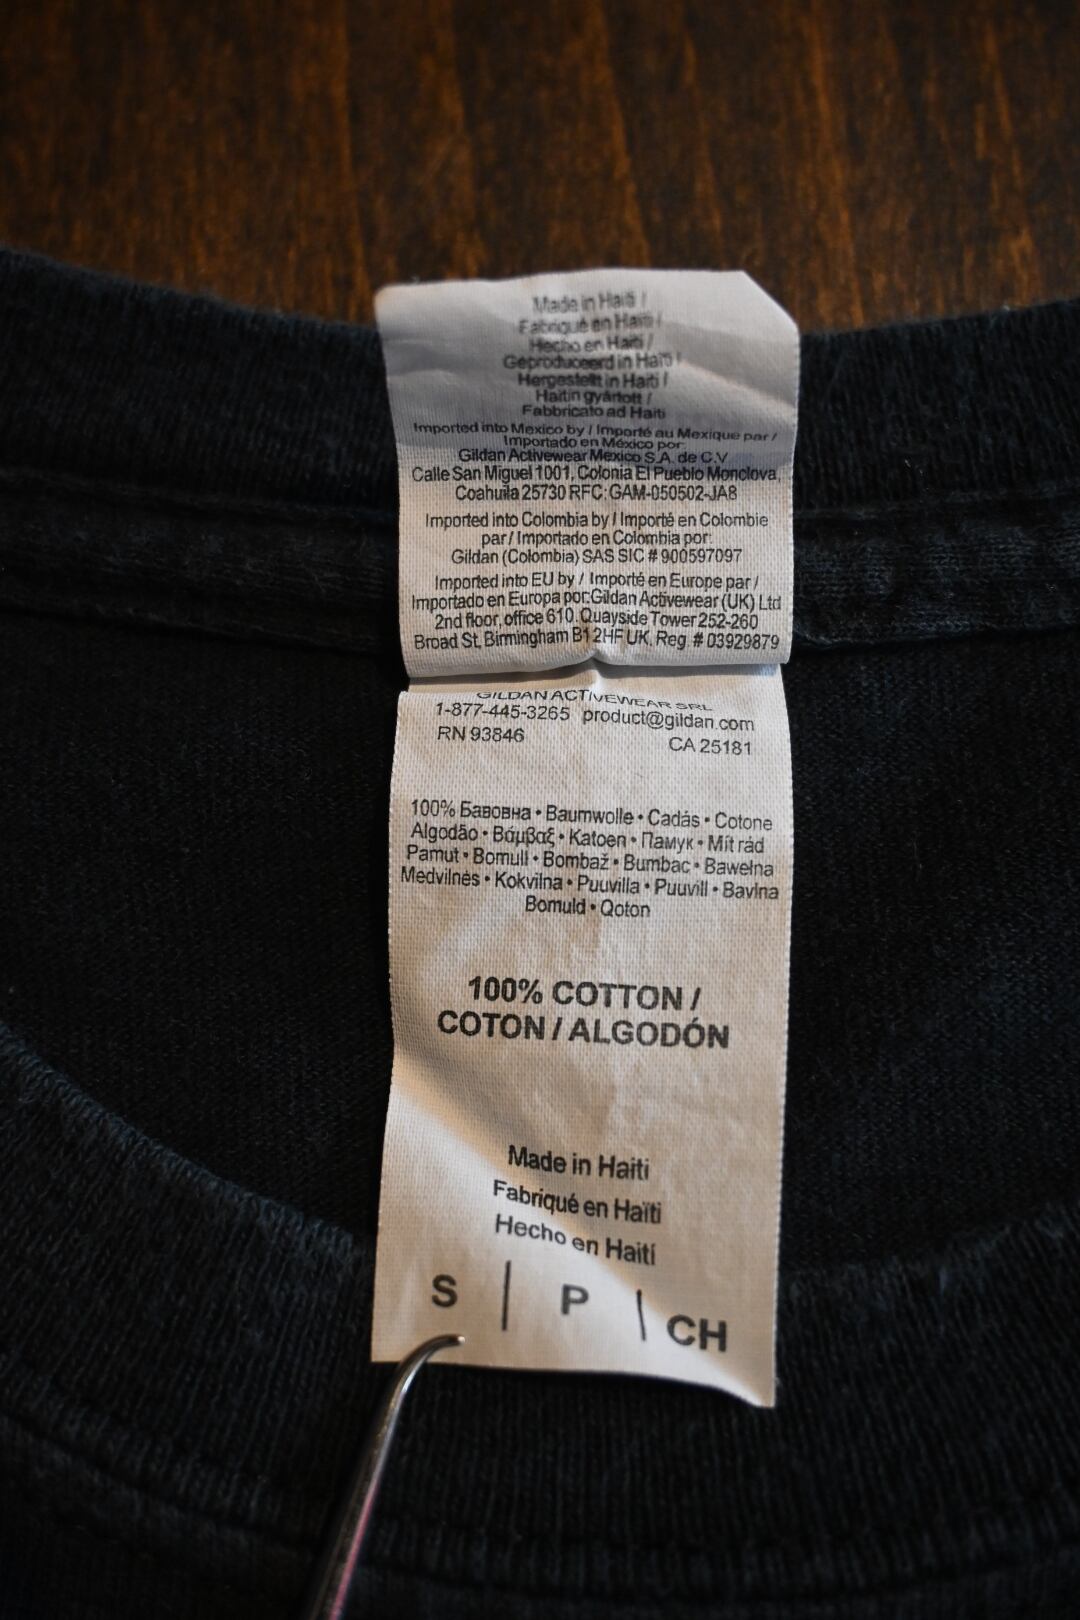 Made in Haiti /
Fabriqué en Haïti /
Hecho en Haití /
Geproduceerd in Haïti /
Hergestellt in Haiti /
Haitin gyártott /
Fabbricato ad Haiti
Imported into Mexico by / Importé au Mexique par /
Importado en México por:
Gildan Activewear Mexico S.A. de C.V
Calle San Miguel 1001, Colonia El Pueblo Monclova,
Coahuila 25730 RFC: GAM-050502-JA8
Imported into Colombia by / Importé en Colombie
par / Importado en Colombia por:
Gildan (Colombia) SAS SIC # 900597097
Imported into EU by / Importé en Europe par /
Importado en Europa por:Gildan Activewear (UK) Ltd
2nd floor, office 610. Quayside Tower 252-260
Broad St, Birmingham B1 2HF UK, Reg. # 03929879
GILDAN ACTIVEWEAR SRL
1-877-445-3265 product@gildan.com
RN 93846 CA 25181
100% Бавовна • Baumwolle • Cadás • Cotone
Algodão • Βάμβαξ • Katoen • Памук • Mít rád
Pamut • Bomull • Bombaž • Bumbac • Bawełna
Medvilnės • Kokvilna • Puuvilla • Puuvill • Bavlna
Bomuld • Qoton
100% COTTON /
COTON / ALGODÓN
Made in Haiti
Fabriqué en Haïti
Hecho en Haití
S | P | CH